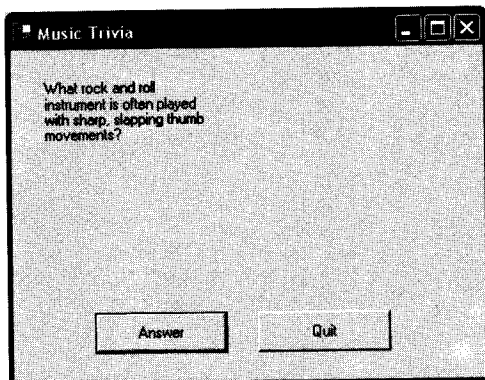 Music Trivia
What rock and roll
instrument is often played
with sharp, slapping thumb
movements?
Answer
Quit